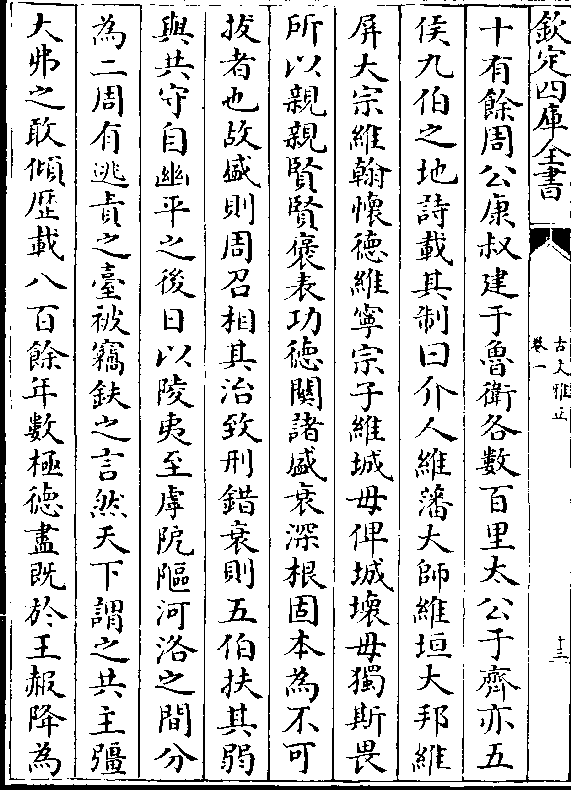 欽定四庫全書
古文雅正
卷一
十三
十有餘周公康叔建于魯衛各數百里太公于齊亦五
侯九伯之地詩載其制曰介人維藩大師維垣大邦維
屏大宗維翰懷德維寧宗子維城毋俾城壞毋獨斯畏
所以親親賢賢褒表功德關諸盛衰深根固本為不可
拔者也故盛則周召相其治致刑錯衰則五伯扶其弱
與共守自幽平之後日以陵夷至虖阨䧢河洛之間分
為二周有逃責之臺被竊鈇之言然天下謂之共主彊
大弗之敢傾歴載八百餘年數極德盡既於王赧降為